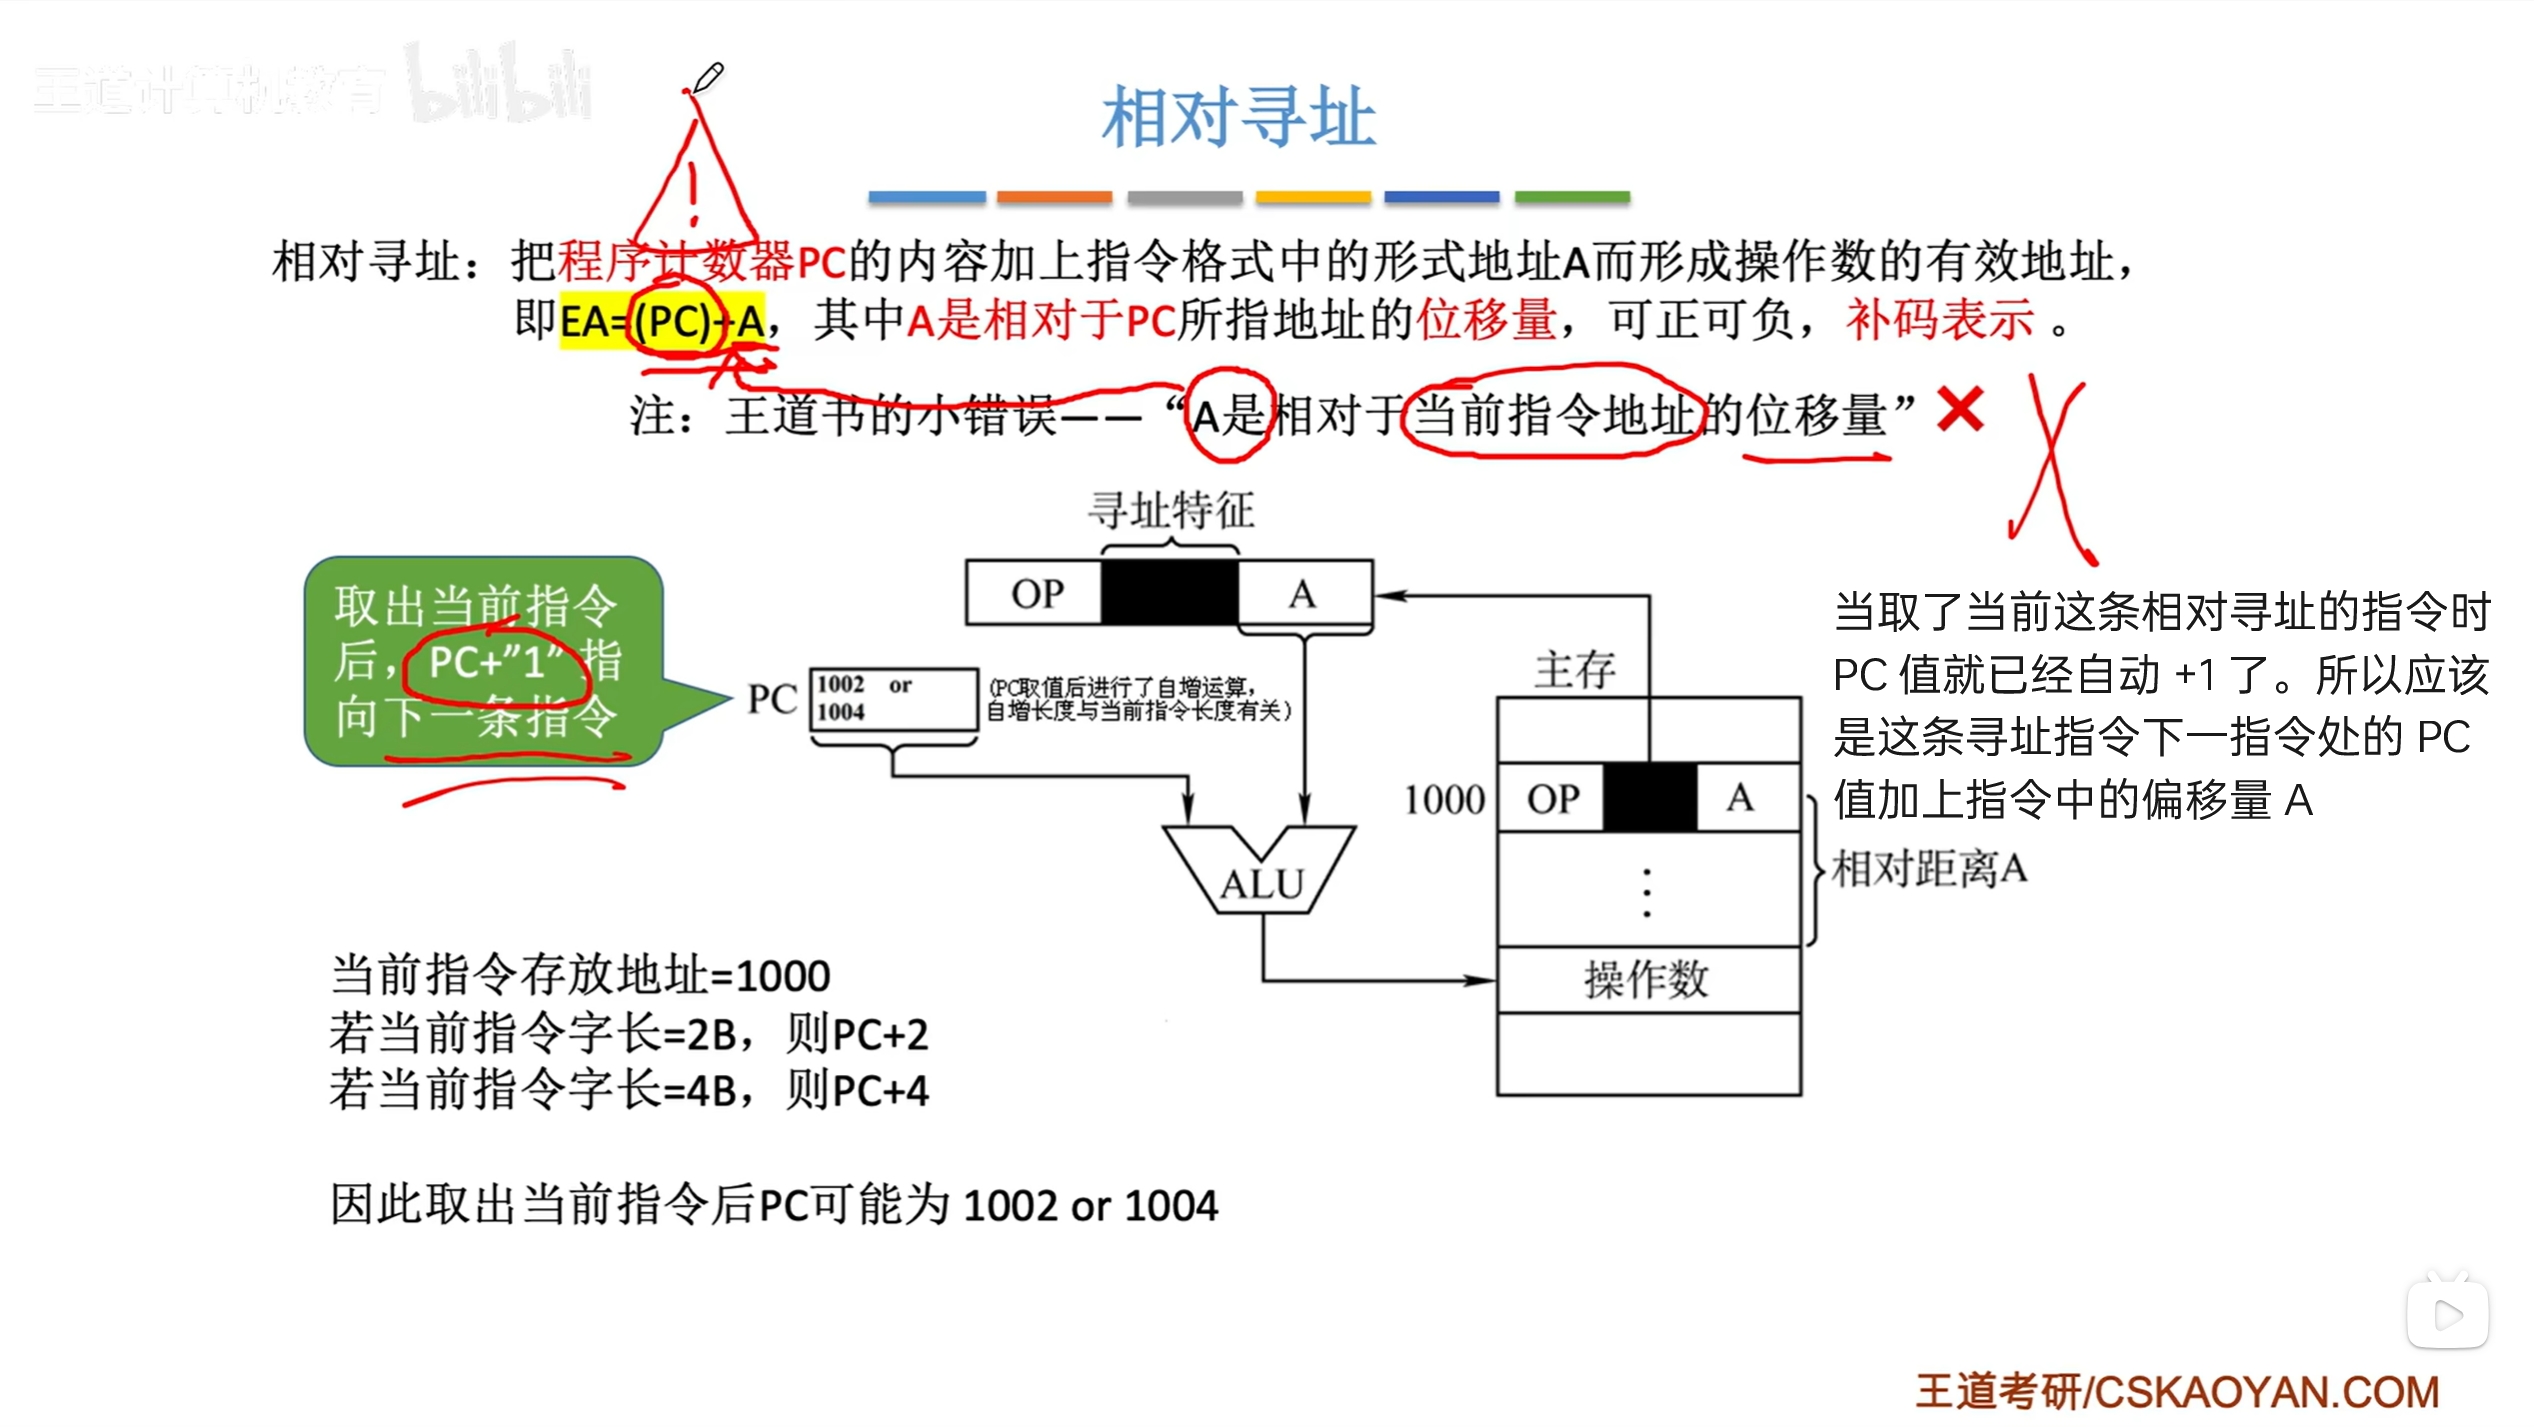 王道计算机教育 bilibili
相对寻址
相对寻址：把程序计数器PC的内容加上指令格式中的形式地址A而形成操作数的有效地址，
即EA=(PC)+A，其中A是相对于PC所指地址的位移量，可正可负，补码表示 。
注：王道书的小错误——“A是相对于当前指令地址的位移量”
寻址特征
OP A
取出当前指令
后，PC+”1”指
向下一条指令
PC
1002 or
1004
(PC取值后进行了自增运算，
自增长度与当前指令长度有关)
主存
1000 OP A
ALU
相对距离A
操作数
当取了当前这条相对寻址的指令时
PC 值就已经自动 +1 了。所以应该
是这条寻址指令下一指令处的 PC
值加上指令中的偏移量 A
当前指令存放地址=1000
若当前指令字长=2B，则PC+2
若当前指令字长=4B，则PC+4
因此取出当前指令后PC可能为 1002 or 1004
王道考研/CSKAOYAN.COM